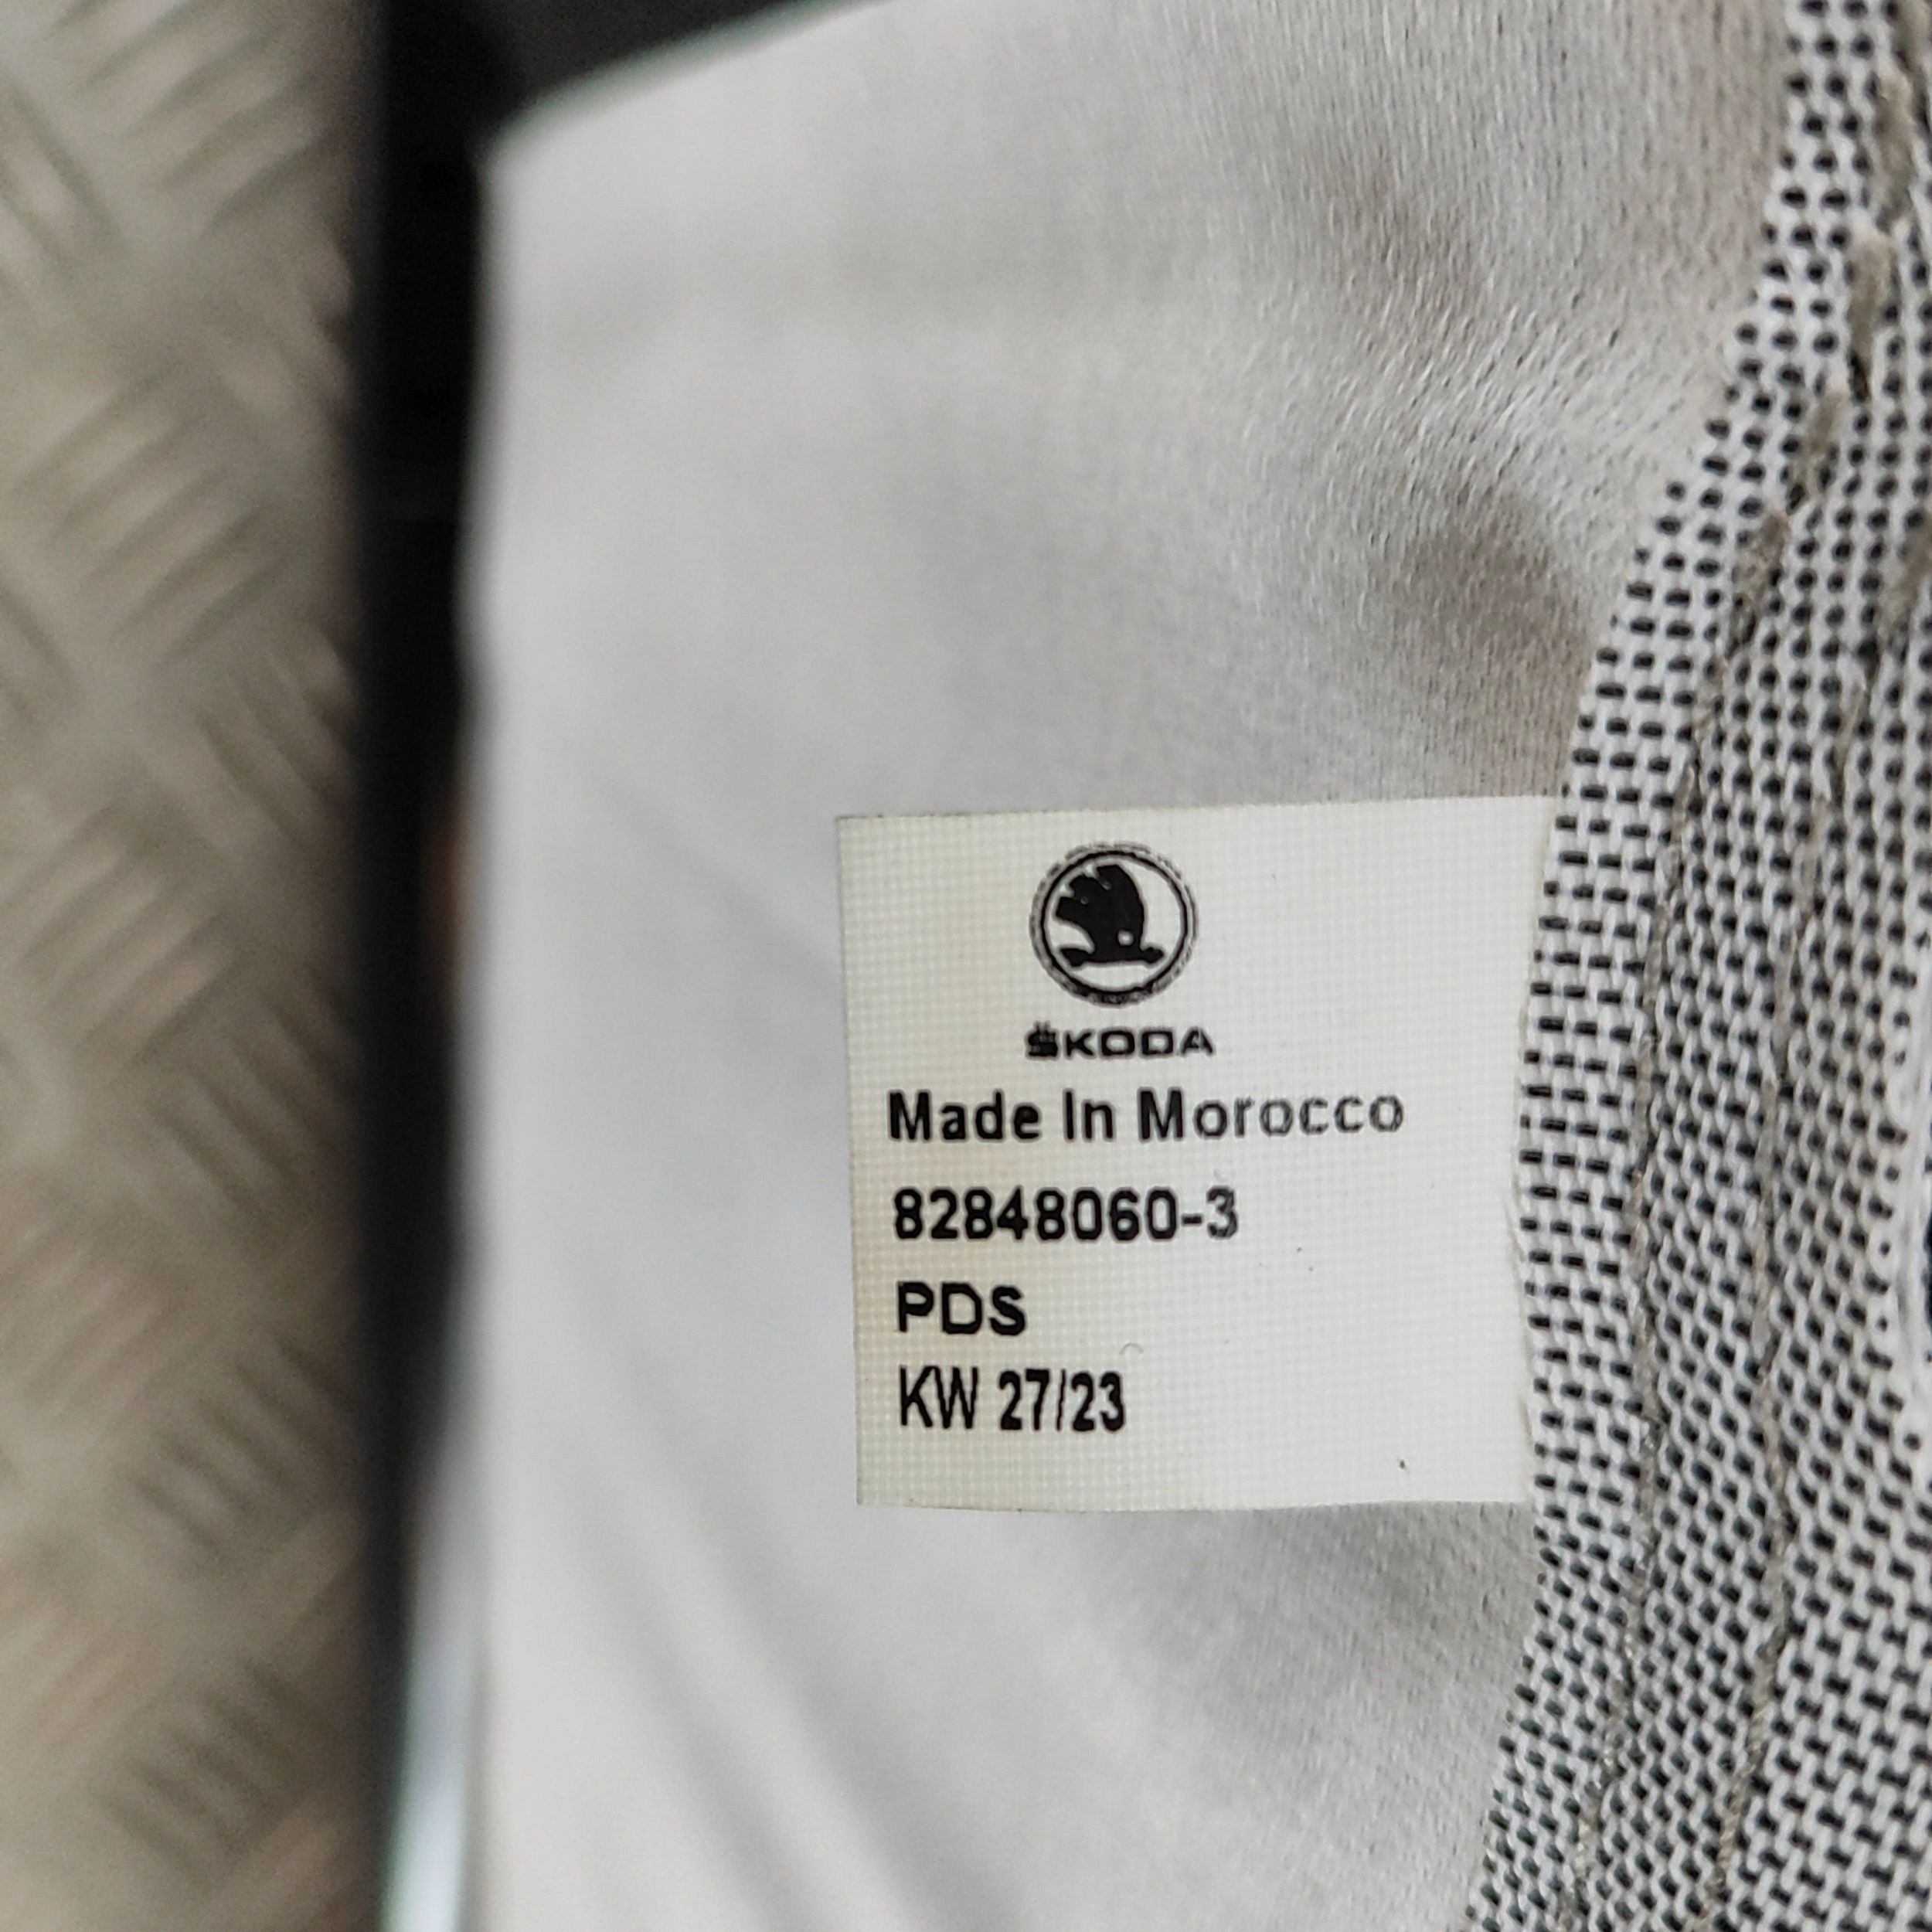 ŠKODA
Made In Morocco
82848060-3
PDS
KW 27/23